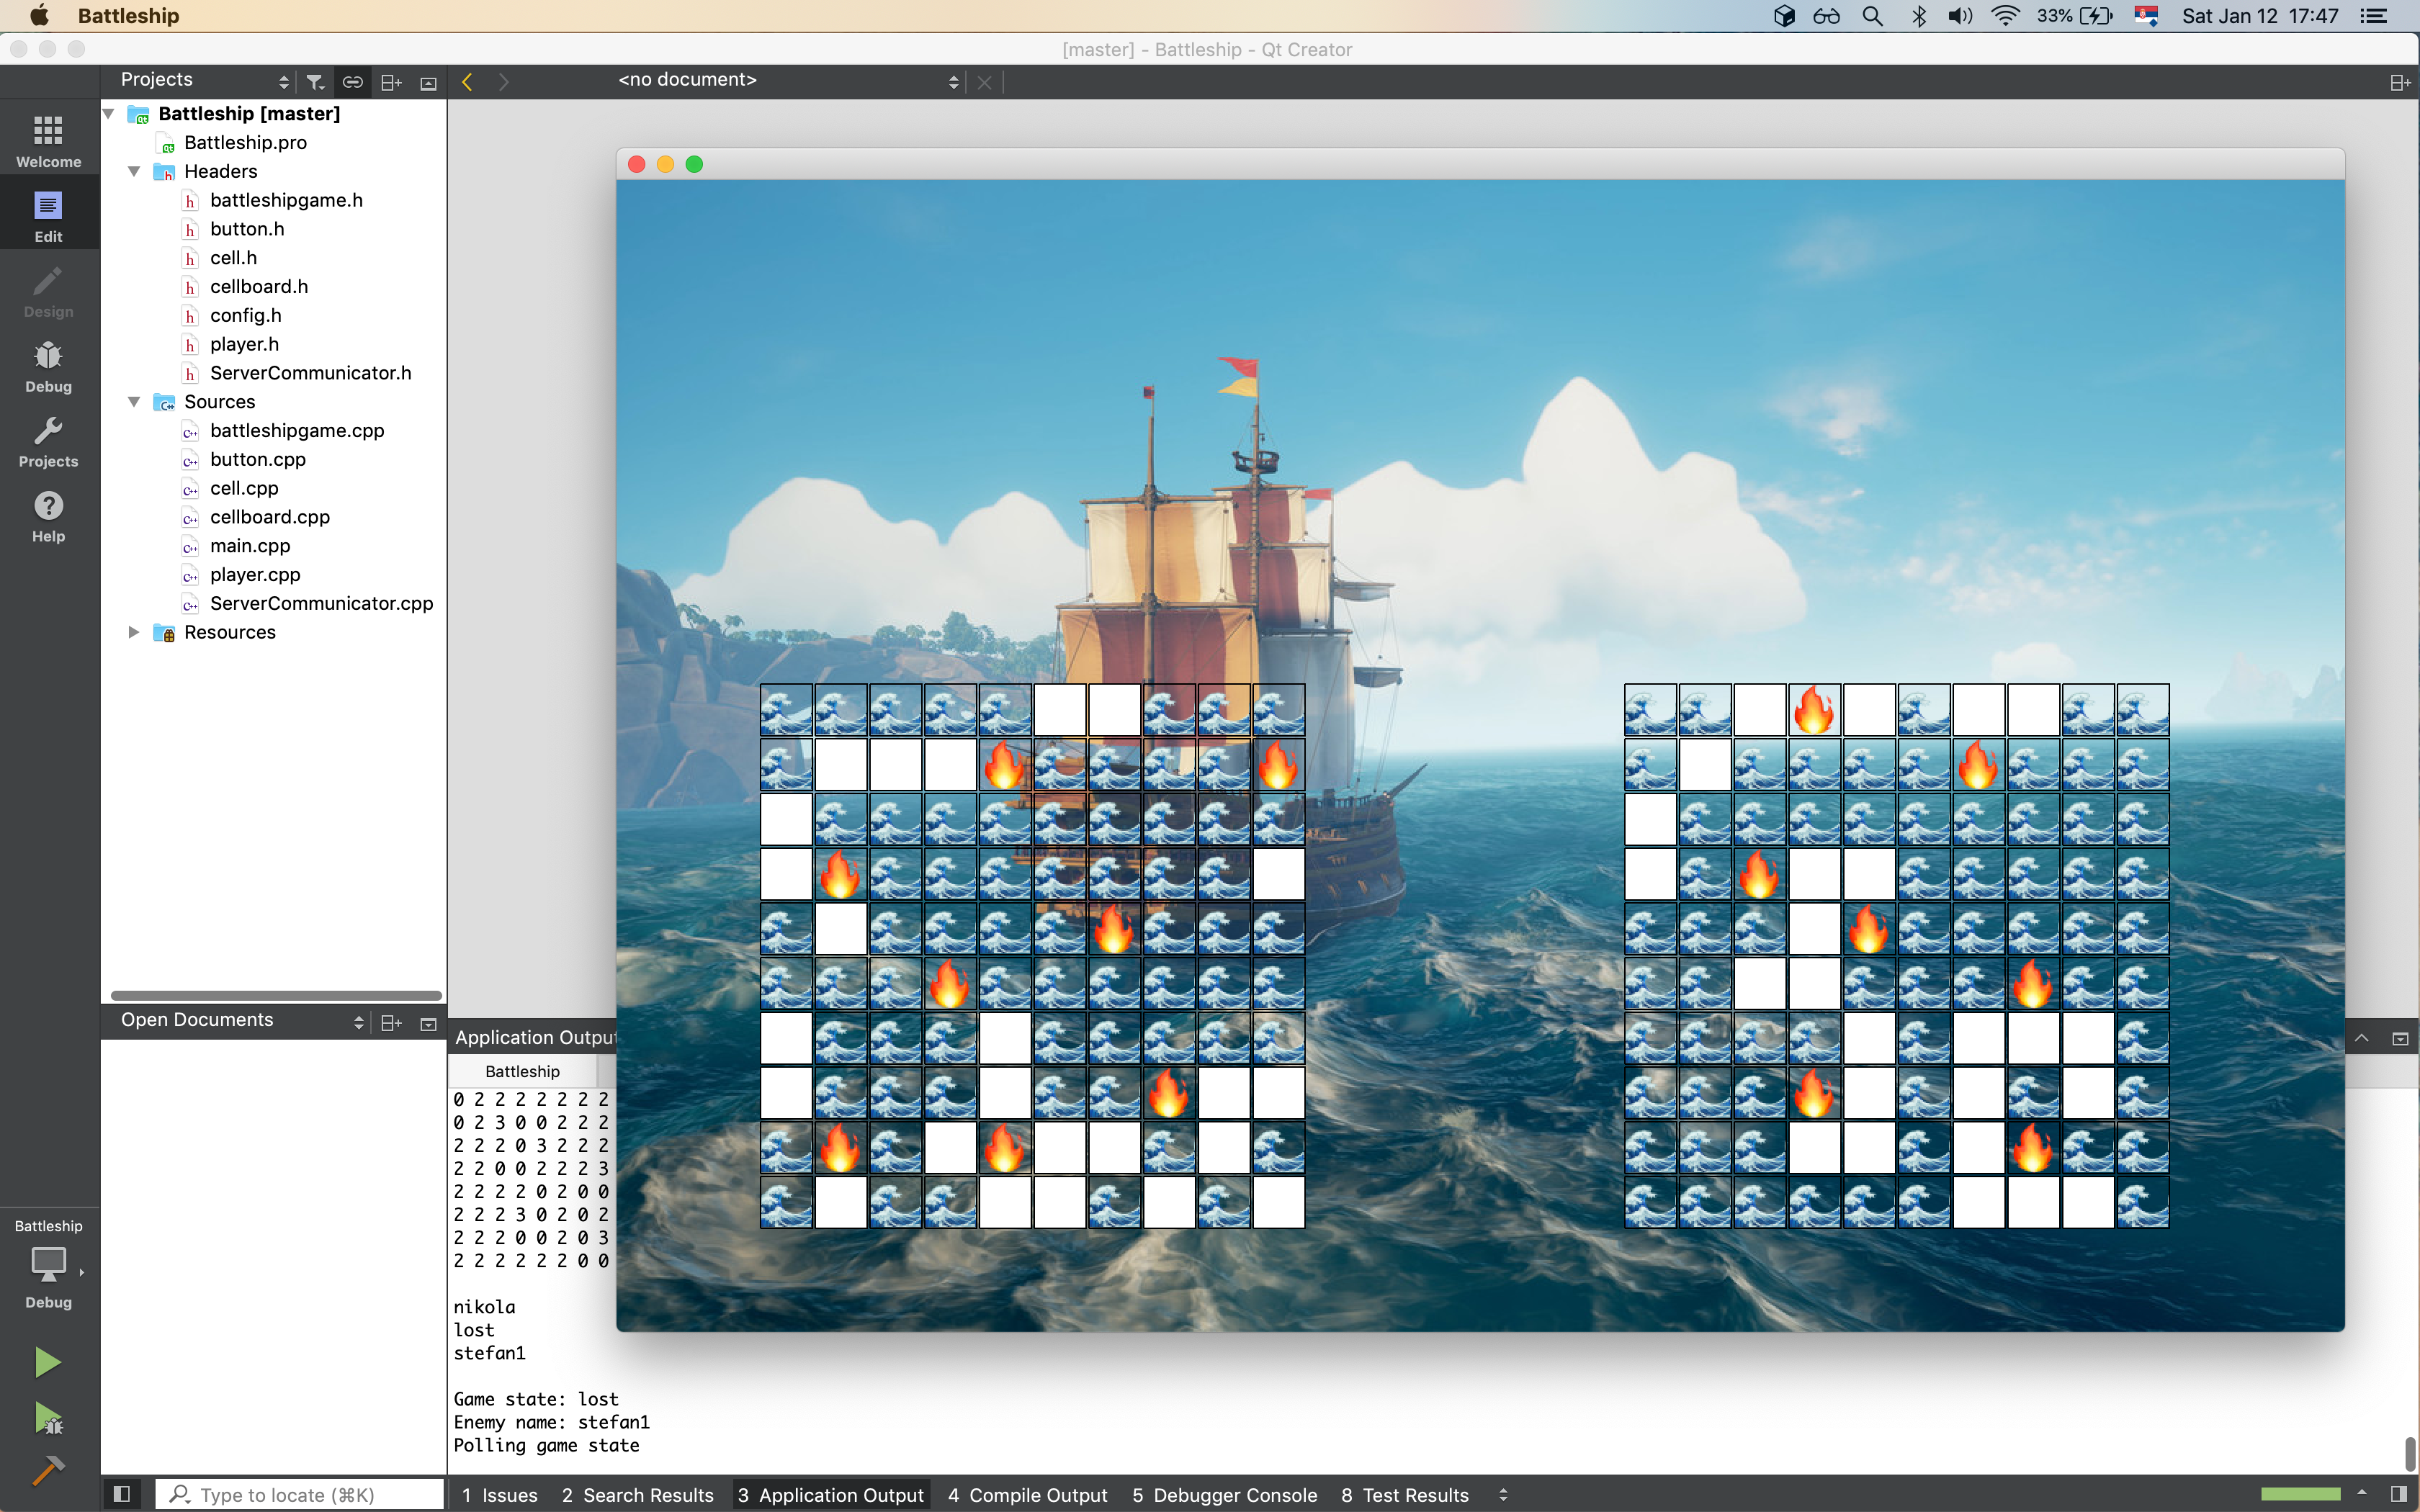 Battleship
33%
Sat Jan 12 17:47
[master] - Battleship - Qt Creator
Projects
<no document>
Welcome
Edit
Design
Debug
Projects
Help
Battleship [master]
Battleship.pro
Headers
battleshipgame.h
button.h
cell.h
cellboard.h
config.h
player.h
ServerCommunicator.h
Sources
battleshipgame.cpp
button.cpp
cell.cpp
cellboard.cpp
main.cpp
player.cpp
ServerCommunicator.cpp
Resources
Open Documents
Application Output
Battleship
0 2 2 2 2 2 2 2
0 2 3 0 0 2 2 2
2 2 2 0 3 2 2 2
2 2 0 0 2 2 2 3
2 2 2 2 0 2 0 0
2 2 2 3 0 2 0 2
2 2 2 0 0 2 0 3
2 2 2 2 2 2 0 0
nikola
lost
stefan1
Game state: lost
Enemy name: stefan1
Polling game state
Battleship
Debug
Type to locate (⌘K)
1 Issues
2 Search Results
3 Application Output
4 Compile Output
5 Debugger Console
8 Test Results